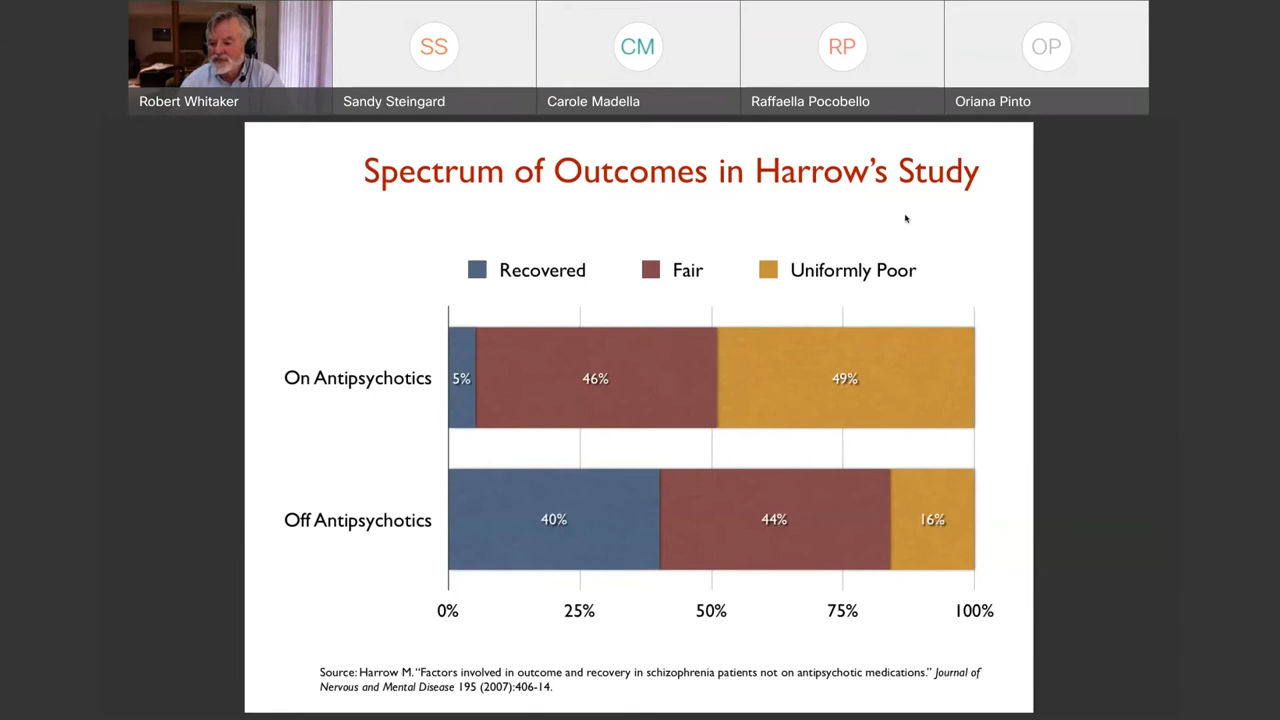 SS
CM
RP
OP
Robert Whitaker
Sandy Steingard
Carole Madella
Raffaella Pocobello
Oriana Pinto
Spectrum of Outcomes in Harrow's Study
Recovered
Fair
Uniformly Poor
On Antipsychotics
5%
46%
49%
Off Antipsychotics
40%
44%
16%
0%
25%
50%
75%
100%
Source: Harrow M. “Factors involved in outcome and recovery in schizophrenia patients not on antipsychotic medications.” Journal of
Nervous and Mental Disease 195 (2007):406-14.